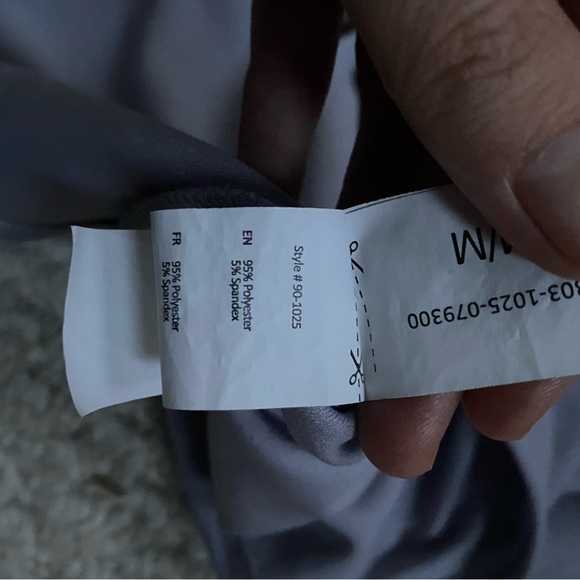 Style # 90-1025
EN 95% Polyester
5% Spandex
FR 95% Polyester
5% Spandex
M/M
803-1025-079300